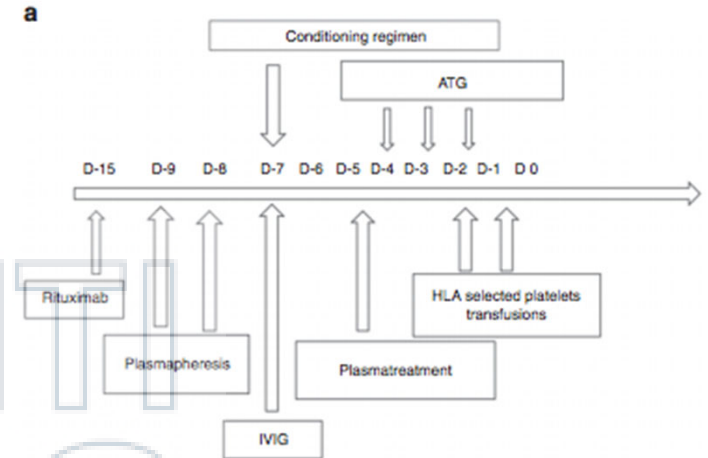 a
Conditioning regimen
ATG
D-15 D-9 D-8 D-7 D-6 D-5 D-4 D-3 D-2 D-1 D 0
Rituximab
HLA selected platelets
transfusions
Plasmapheresis
Plasmatreatment
IVIG